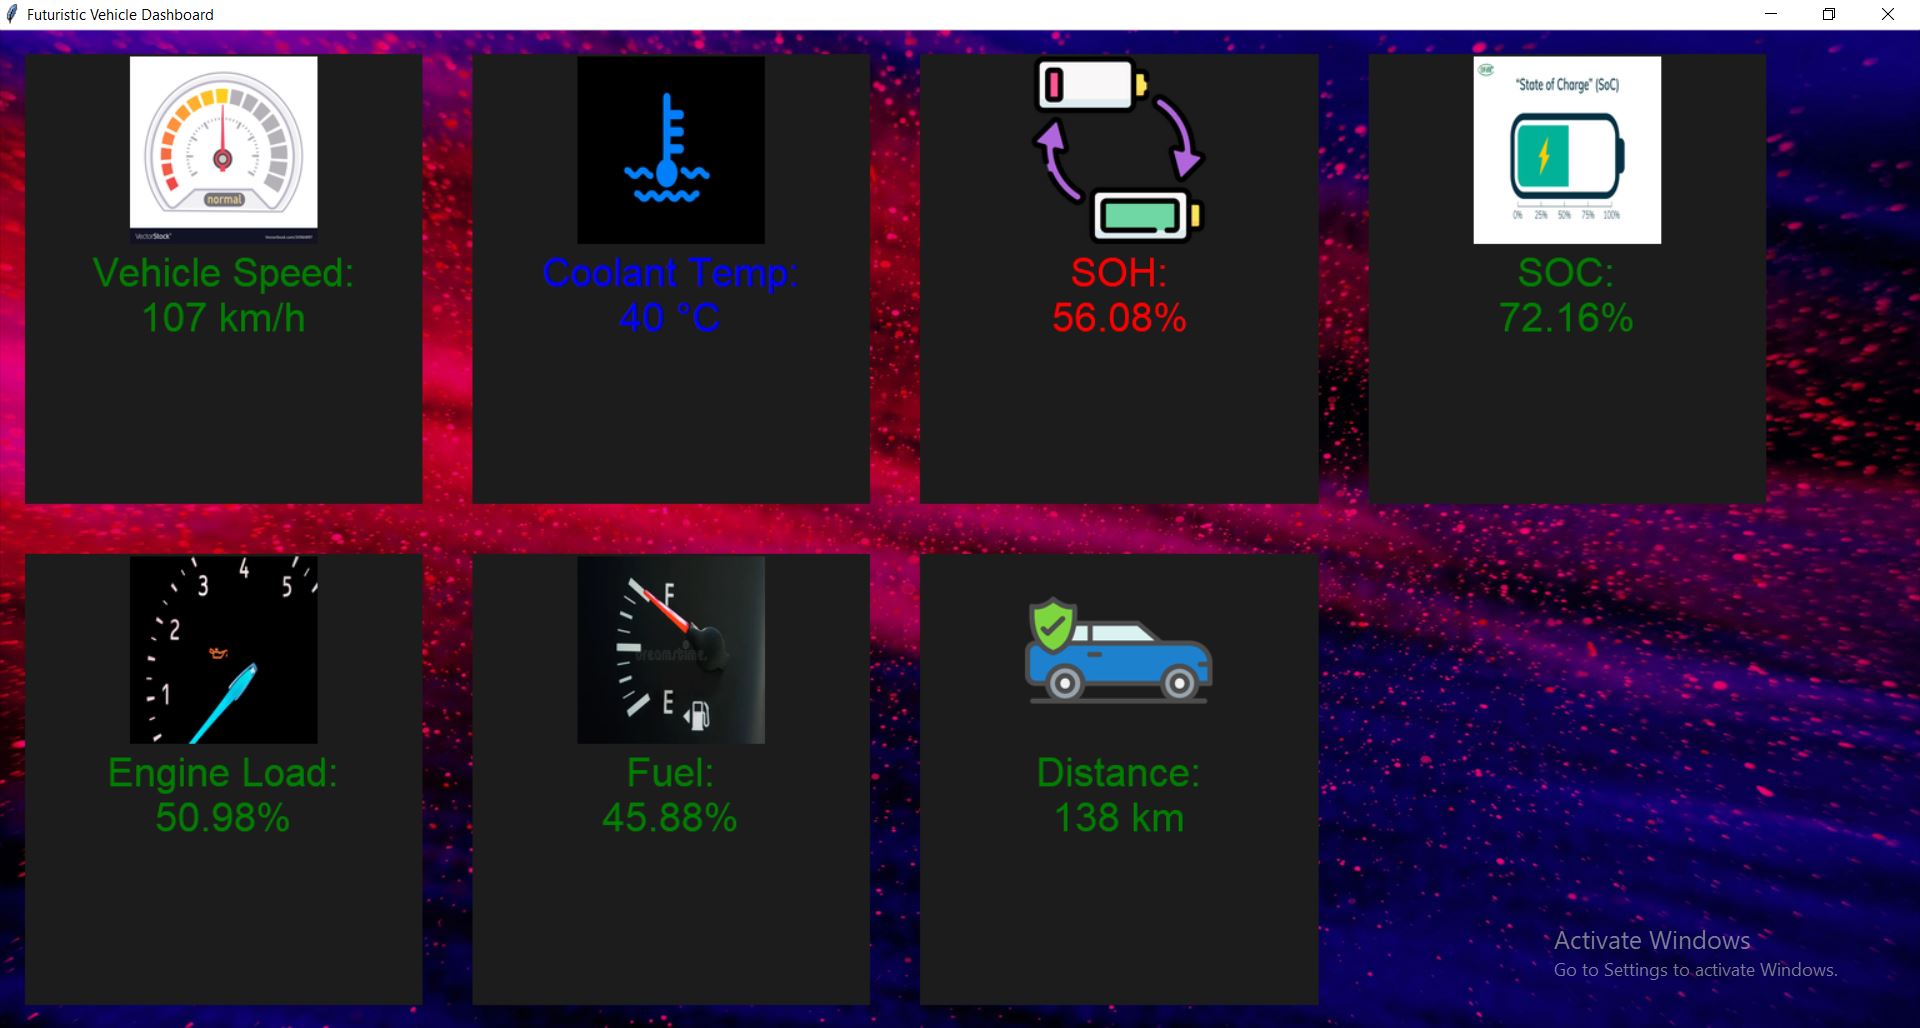 Futuristic Vehicle Dashboard
normal
VectorStock
Vehicle Speed:
107 km/h
Coolant Temp:
40 °C
SOH:
56.08%
"State of Charge" (SoC)
0% 25% 50% 75% 100%
SOC:
72.16%
3 4 5
2
1
Engine Load:
50.98%
F
dreamstime
E
Fuel:
45.88%
Distance:
138 km
Activate Windows
Go to Settings to activate Windows.